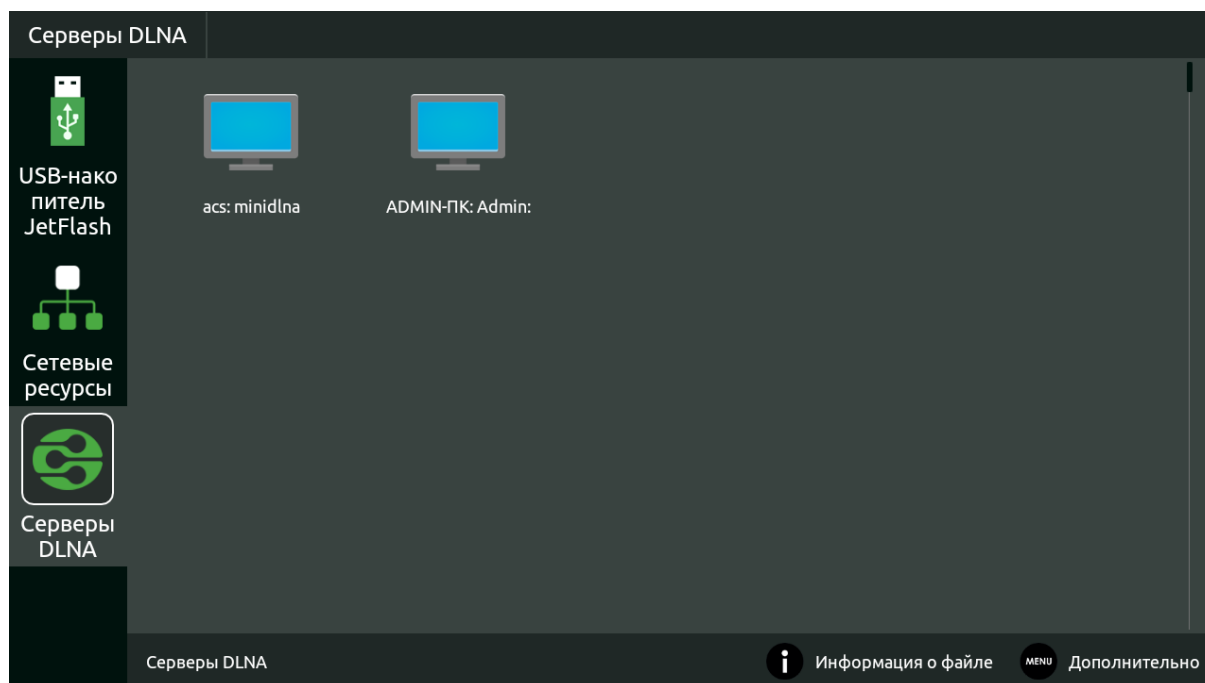 Серверы DLNA
USB-нако
питель
JetFlash
Сетевые
ресурсы
Серверы
DLNA
acs: minidlna
ADMIN-ПК: Admin:
Серверы DLNA
i Информация о файле
MENU Дополнительно